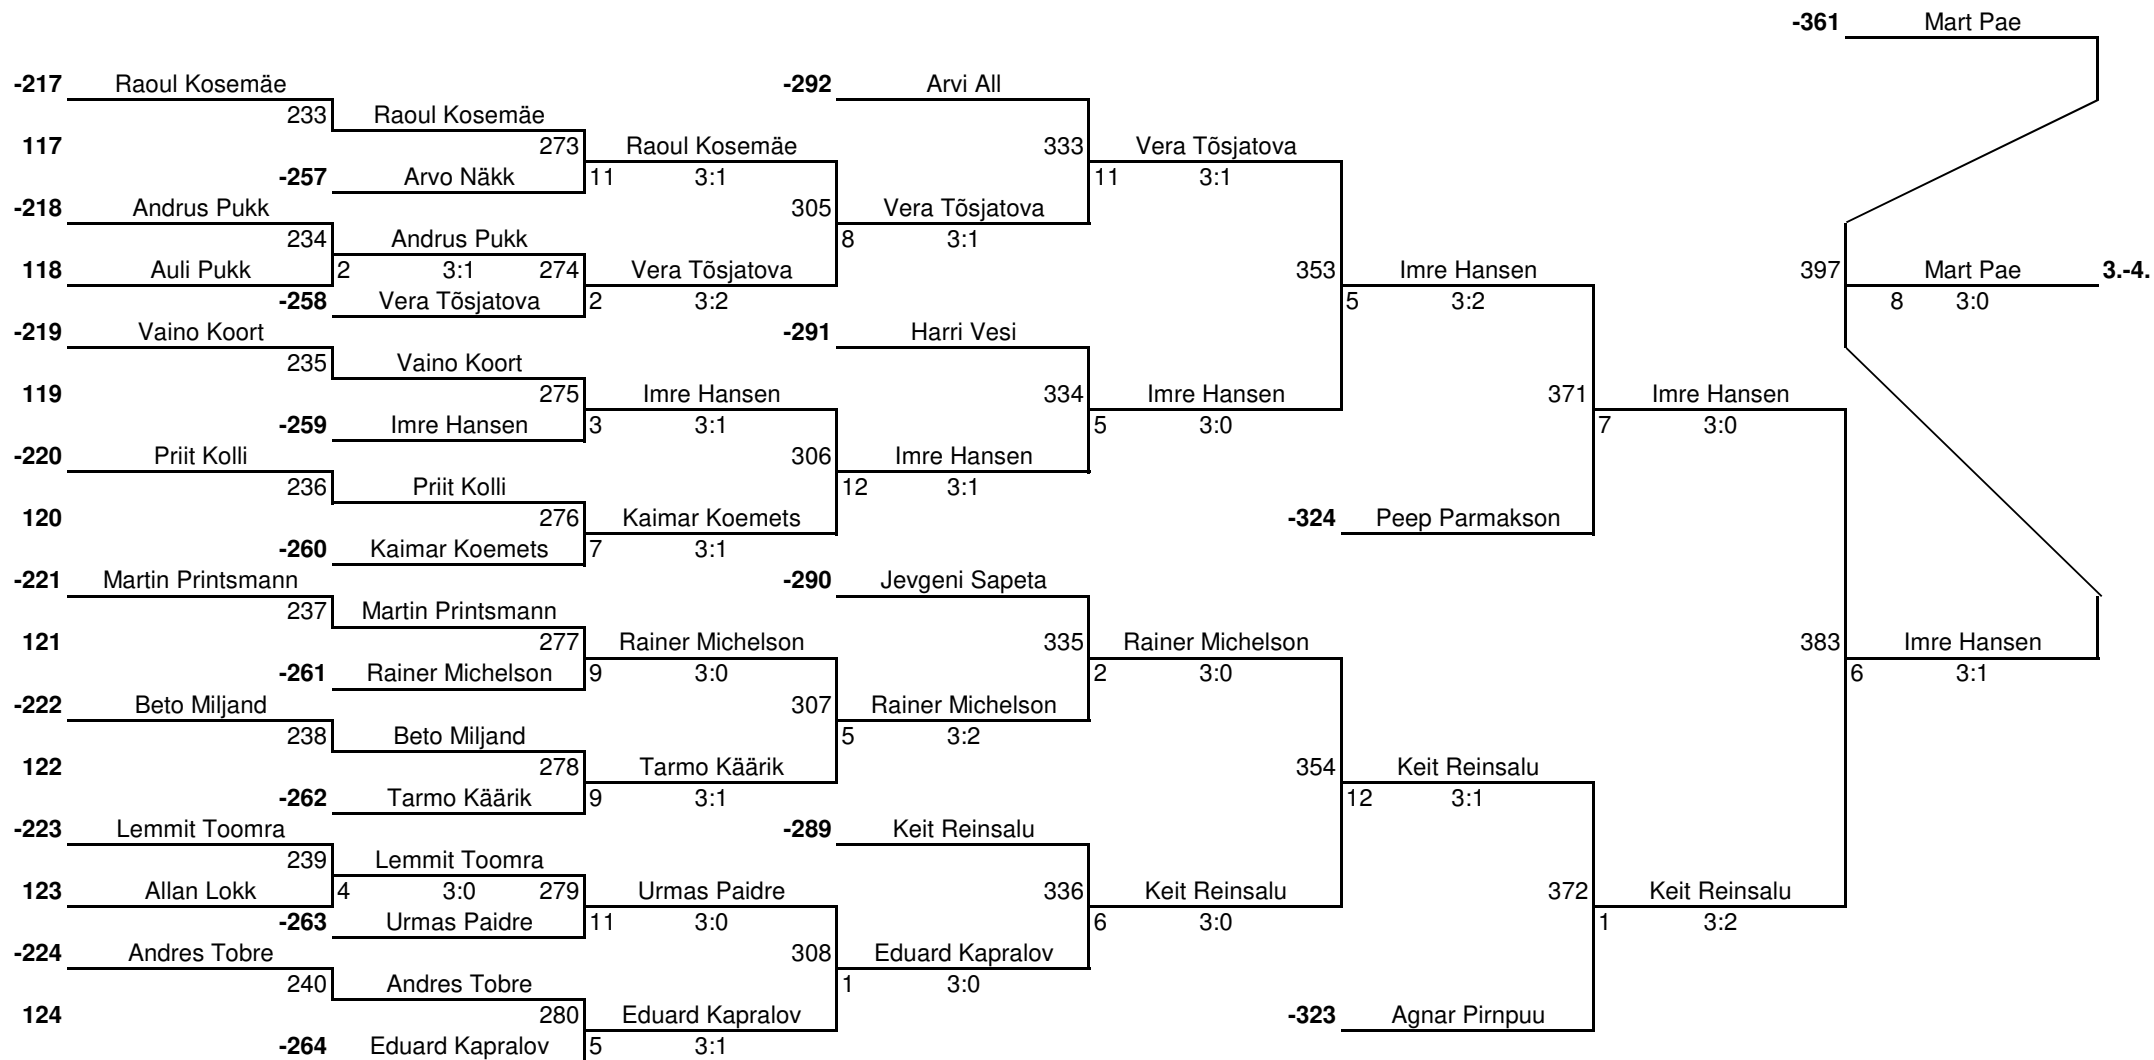 -361 Mart Pae
-217 Raoul Kosemäe -292 Arvi All
233 Raoul Kosemäe
117 273 Raoul Kosemäe 333 Vera Tõsjatova
-257 Arvo Näkk 11 3:1 11 3:1
-218 Andrus Pukk 305 Vera Tõsjatova
234 Andrus Pukk 8 3:1
118 Auli Pukk 2 3:1 274 Vera Tõsjatova 353 Imre Hansen 397 Mart Pae 3.-4.
-258 Vera Tõsjatova 2 3:2 5 3:2 8 3:0
-219 Vaino Koort -291 Harri Vesi
235 Vaino Koort
119 275 Imre Hansen 334 Imre Hansen 371 Imre Hansen
-259 Imre Hansen 3 3:1 5 3:0 7 3:0
-220 Priit Kolli 306 Imre Hansen
236 Priit Kolli 12 3:1
120 276 Kaimar Koemets -324 Peep Parmakson
-260 Kaimar Koemets 7 3:1
-221 Martin Printsmann -290 Jevgeni Sapeta
237 Martin Printsmann
121 277 Rainer Michelson 335 Rainer Michelson 383 Imre Hansen
-261 Rainer Michelson 9 3:0 2 3:0 6 3:1
-222 Beto Miljand 307 Rainer Michelson
238 Beto Miljand 5 3:2
122 278 Tarmo Käärik 354 Keit Reinsalu
-262 Tarmo Käärik 9 3:1 12 3:1
-223 Lemmit Toomra -289 Keit Reinsalu
239 Lemmit Toomra
123 Allan Lokk 4 3:0 279 Urmas Paidre 336 Keit Reinsalu 372 Keit Reinsalu
-263 Urmas Paidre 11 3:0 6 3:0 1 3:2
-224 Andres Tobre 308 Eduard Kapralov
240 Andres Tobre 1 3:0
124 280 Eduard Kapralov -323 Agnar Pirnpuu
-264 Eduard Kapralov 5 3:1